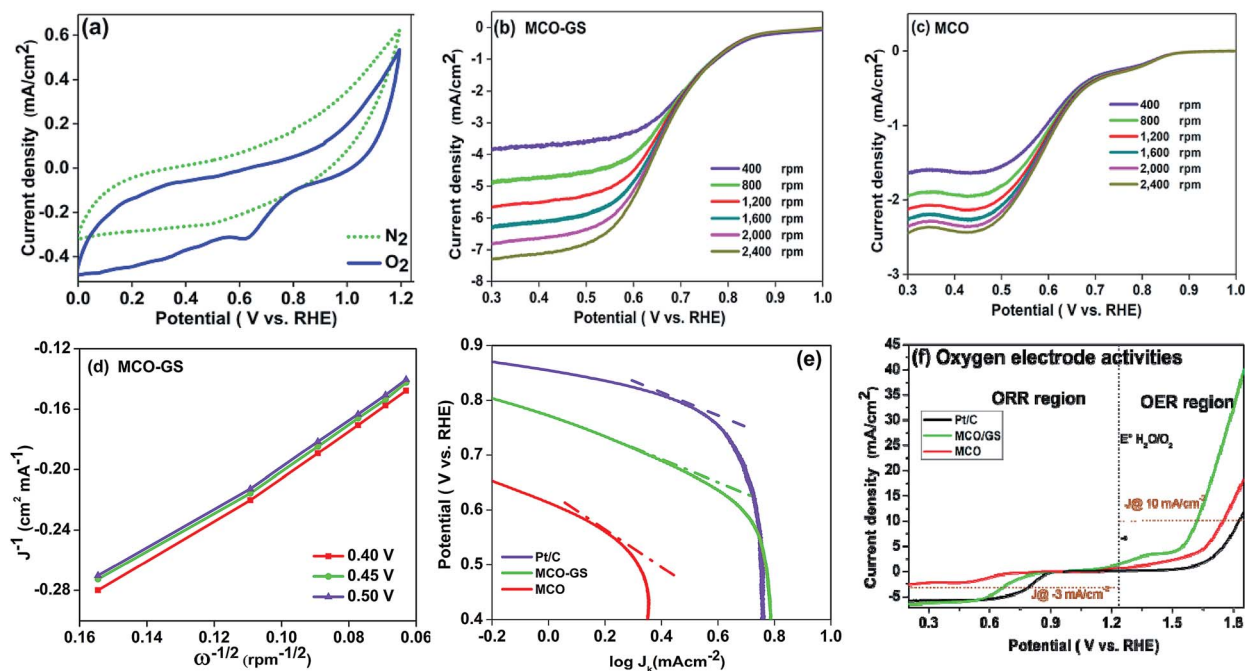 (a)
0.6
0.4
0.2
0.0
-0.2
-0.4
Current density (mA/cm2)
N2
O2
0.0 0.2 0.4 0.6 0.8 1.0 1.2
Potential ( V vs. RHE)
(b) MCO-GS
0
-1
-2
-3
-4
-5
-6
-7
-8
Current density (mA/cm2)
400 rpm
800 rpm
1,200 rpm
1,600 rpm
2,000 rpm
2,400 rpm
0.3 0.4 0.5 0.6 0.7 0.8 0.9 1.0
Potential ( V vs. RHE)
(c) MCO
0
-1
-2
-3
Current density (mA/cm2)
400 rpm
800 rpm
1,200 rpm
1,600 rpm
2,000 rpm
2,400 rpm
0.3 0.4 0.5 0.6 0.7 0.8 0.9 1.0
Potential ( V vs. RHE)
(d) MCO-GS
-0.12
-0.16
-0.20
-0.24
-0.28
J-1 (cm2 mA-1)
0.40 V
0.45 V
0.50 V
0.16 0.14 0.12 0.10 0.08 0.06
ω-1/2 (rpm-1/2)
(e)
0.9
0.8
0.7
0.6
0.5
0.4
Potential ( V vs. RHE)
Pt/C
MCO-GS
MCO
-0.2 0.0 0.2 0.4 0.6 0.8 1.0
log Jk(mAcm-2)
(f) Oxygen electrode activities
45
40
35
30
25
20
15
10
5
0
-5
Current density (mA/cm2)
ORR region
OER region
Pt/C
MCO/GS
MCO
E° H2O/O2
J@ 10 mA/cm-2
J@ -3 mA/cm-2
0.3 0.6 0.9 1.2 1.5 1.8
Potential ( V vs. RHE)